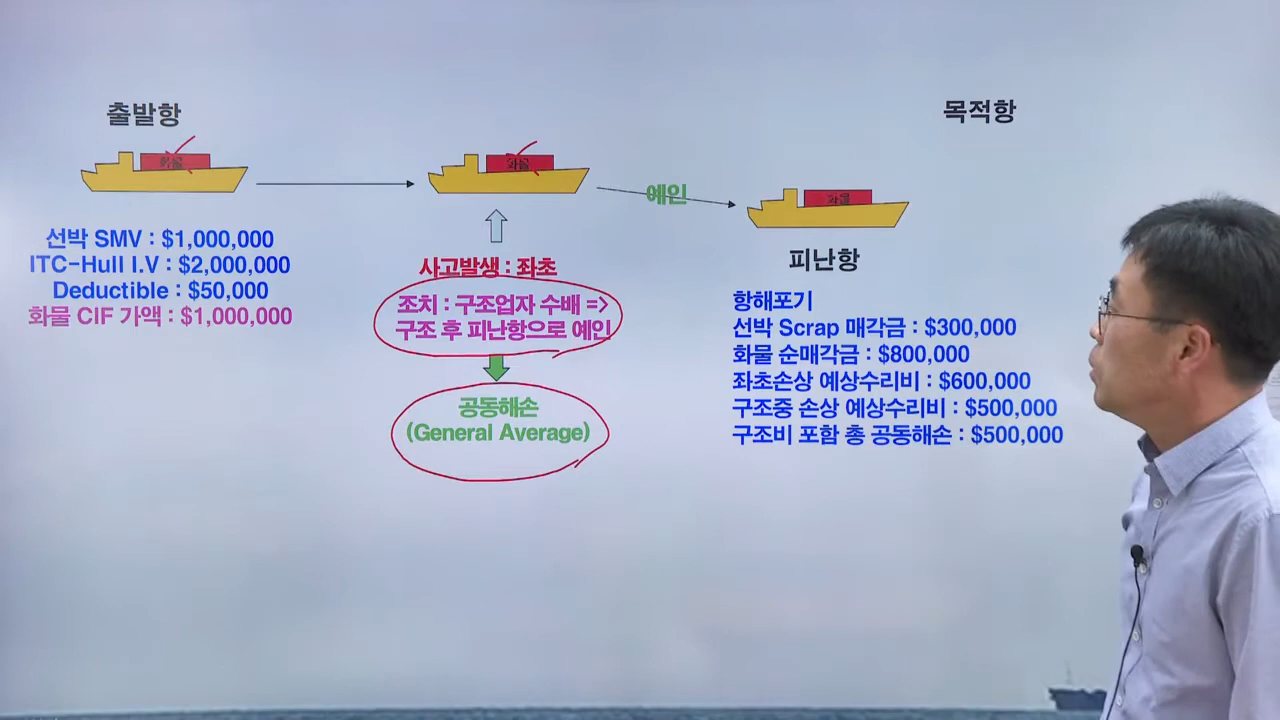 출발항
화물
선박 SMV : $1,000,000
ITC-Hull I.V : $2,000,000
Deductible : $50,000
화물 CIF 가액 : $1,000,000
화물
사고발생 : 좌초
조치 : 구조업자 수배 =>
구조 후 피난항으로 예인
공동해손
(General Average)
예인
목적항
화물
피난항
항해포기
선박 Scrap 매각금 : $300,000
화물 순매각금 : $800,000
좌초손상 예상수리비 : $600,000
구조중 손상 예상수리비 : $500,000
구조비 포함 총 공동해손 : $500,000